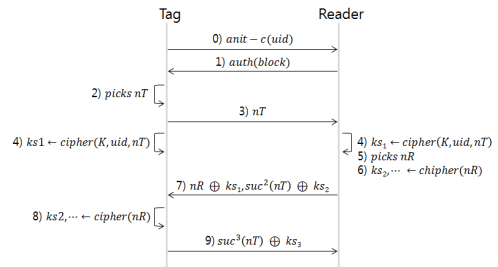 Tag
Reader
0) anit − c(uid)
1) auth(block)
2) picks nT
3) nT
4) ks1 ← cipher(K,uid,nT)
4) ks₁ ← cipher(K,uid,nT)
5) picks nR
6) ks₂,⋯ ← chipher(nR)
7) nR ⊕ ks₁,suc²(nT) ⊕ ks₂
8) ks2,⋯ ← cipher(nR)
9) suc³(nT) ⊕ ks₃